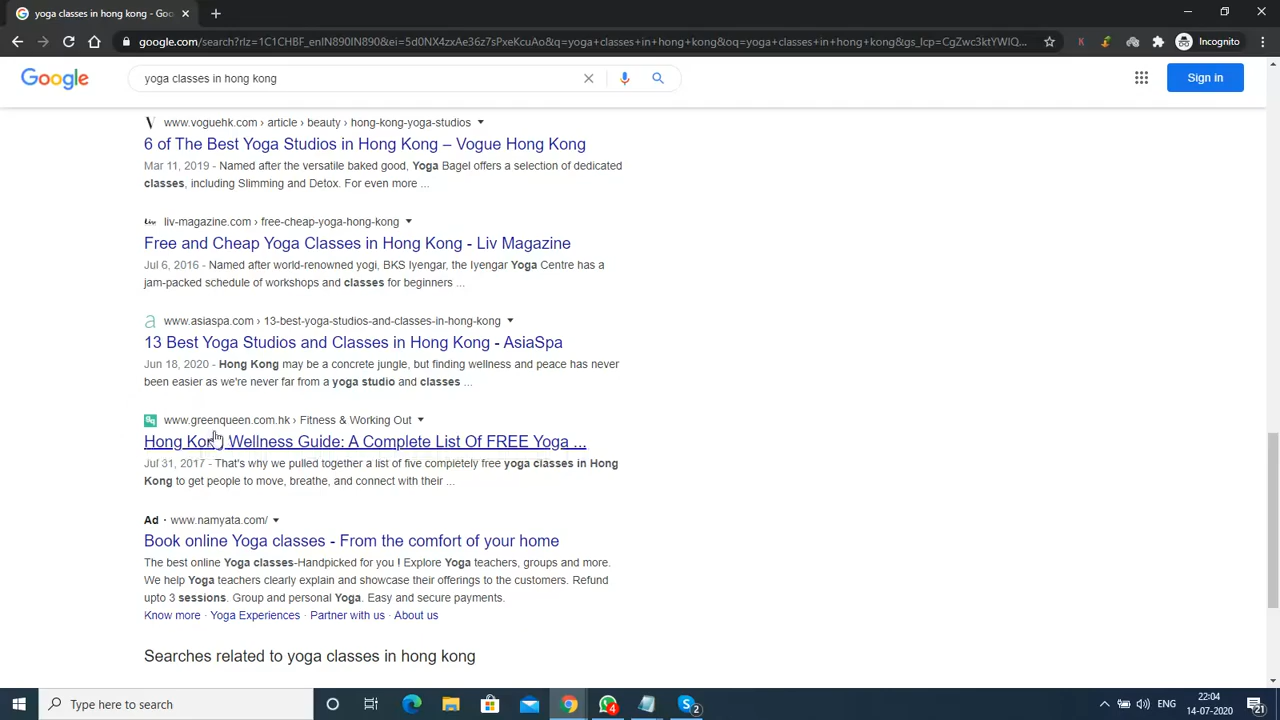 yoga classes in hong kong - Goo
google.com/search?rlz=1C1CHBF_enIN890IN890&ei=5d0NX4zxAe36z7sPxeKcuAo&q=yoga+classes+in+hong+kong&oq=yoga+classes+in+hong+kong&gs_lcp=CgZwc3ktYWIQ...
Incognito
Google
yoga classes in hong kong
Sign in
www.voguehk.com › article › beauty › hong-kong-yoga-studios
6 of The Best Yoga Studios in Hong Kong – Vogue Hong Kong
Mar 11, 2019 - Named after the versatile baked good, Yoga Bagel offers a selection of dedicated
classes, including Slimming and Detox. For even more ...
Liv
liv-magazine.com › free-cheap-yoga-hong-kong
Free and Cheap Yoga Classes in Hong Kong - Liv Magazine
Jul 6, 2016 - Named after world-renowned yogi, BKS Iyengar, the Iyengar Yoga Centre has a
jam-packed schedule of workshops and classes for beginners ...
a
www.asiaspa.com › 13-best-yoga-studios-and-classes-in-hong-kong
13 Best Yoga Studios and Classes in Hong Kong - AsiaSpa
Jun 18, 2020 - Hong Kong may be a concrete jungle, but finding wellness and peace has never
been easier as we're never far from a yoga studio and classes ...
gq
www.greenqueen.com.hk › Fitness & Working Out
Hong Kong Wellness Guide: A Complete List Of FREE Yoga ...
Jul 31, 2017 - That's why we pulled together a list of five completely free yoga classes in Hong
Kong to get people to move, breathe, and connect with their ...
Ad · www.namyata.com/
Book online Yoga classes - From the comfort of your home
The best online Yoga classes-Handpicked for you ! Explore Yoga teachers, groups and more.
We help Yoga teachers clearly explain and showcase their offerings to the customers. Refund
upto 3 sessions. Group and personal Yoga. Easy and secure payments.
Know more · Yoga Experiences · Partner with us · About us
Searches related to yoga classes in hong kong
Type here to search
4
2
ENG
22:04
14-07-2020
21